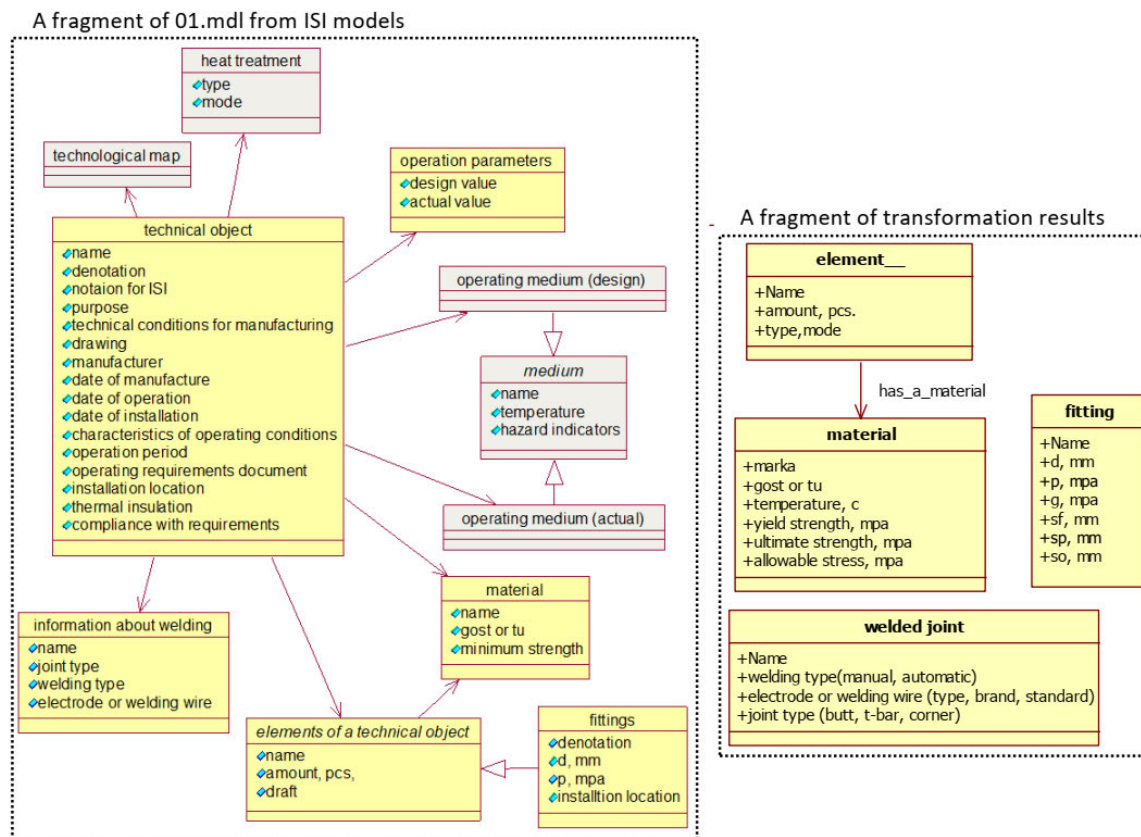 A fragment of 01.mdl from ISI models
heat treatment
type
mode
technological map
operation parameters
design value
actual value
technical object
name
denotation
notaion for ISI
purpose
technical conditions for manufacturing
drawing
manufacturer
date of manufacture
date of operation
date of installation
characteristics of operating conditions
operation period
operating requirements document
installation location
thermal insulation
compliance with requirements
operating medium (design)
medium
name
temperature
hazard indicators
operating medium (actual)
material
name
gost or tu
minimum strength
information about welding
name
joint type
welding type
electrode or welding wire
elements of a technical object
name
amount, pcs,
draft
fittings
denotation
d, mm
p, mpa
installtion location
A fragment of transformation results
element__
+Name
+amount, pcs.
+type,mode
has_a_material
material
+marka
+gost or tu
+temperature, c
+yield strength, mpa
+ultimate strength, mpa
+allowable stress, mpa
fitting
+Name
+d, mm
+p, mpa
+g, mpa
+sf, mm
+sp, mm
+so, mm
welded joint
+Name
+welding type(manual, automatic)
+electrode or welding wire (type, brand, standard)
+joint type (butt, t-bar, corner)